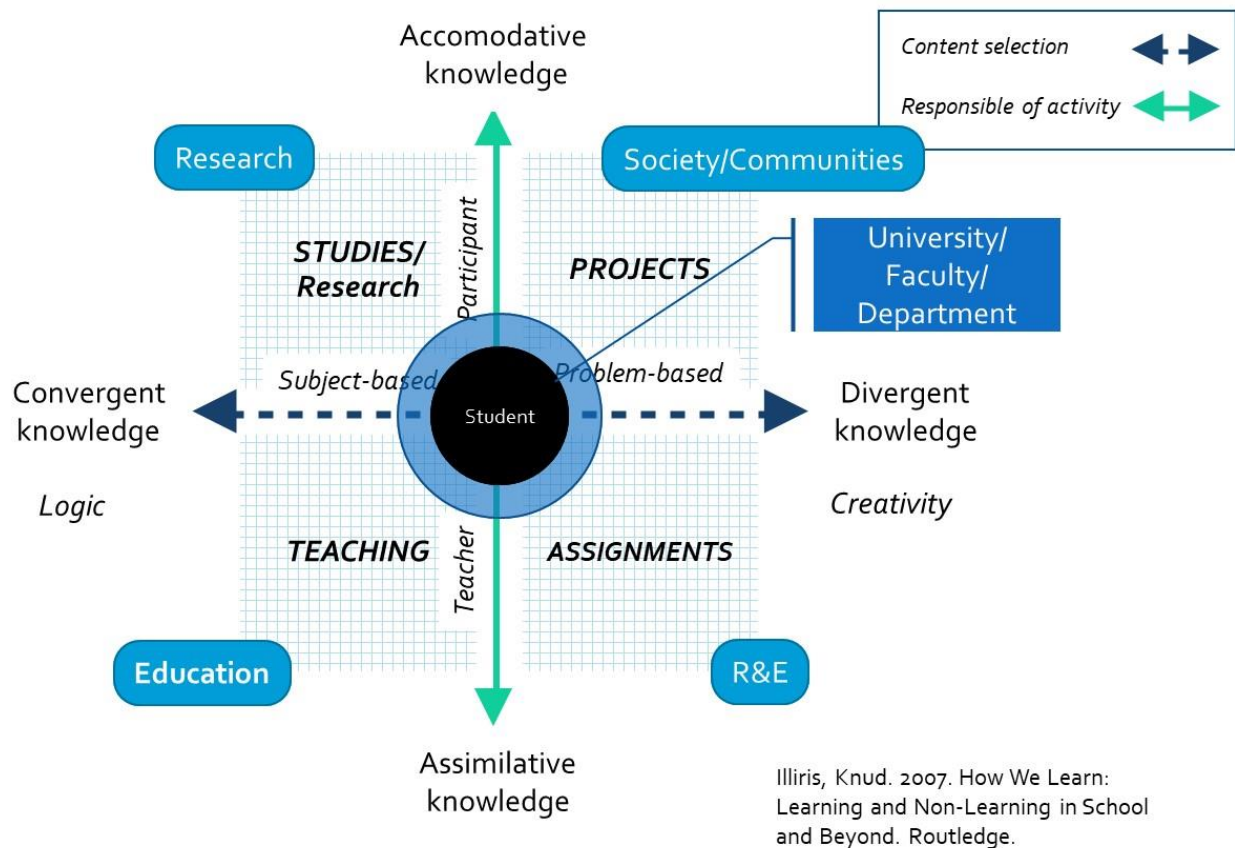 Accomodative
knowledge
Content selection
Responsible of activity
Research
Society/Communities
STUDIES/
Research
Participant
PROJECTS
University/
Faculty/
Department
Subject-based
Problem-based
Convergent
knowledge
Student
Divergent
knowledge
Logic
Creativity
TEACHING
Teacher
ASSIGNMENTS
Education
R&E
Assimilative
knowledge
Illiris, Knud. 2007. How We Learn:
Learning and Non-Learning in School
and Beyond. Routledge.